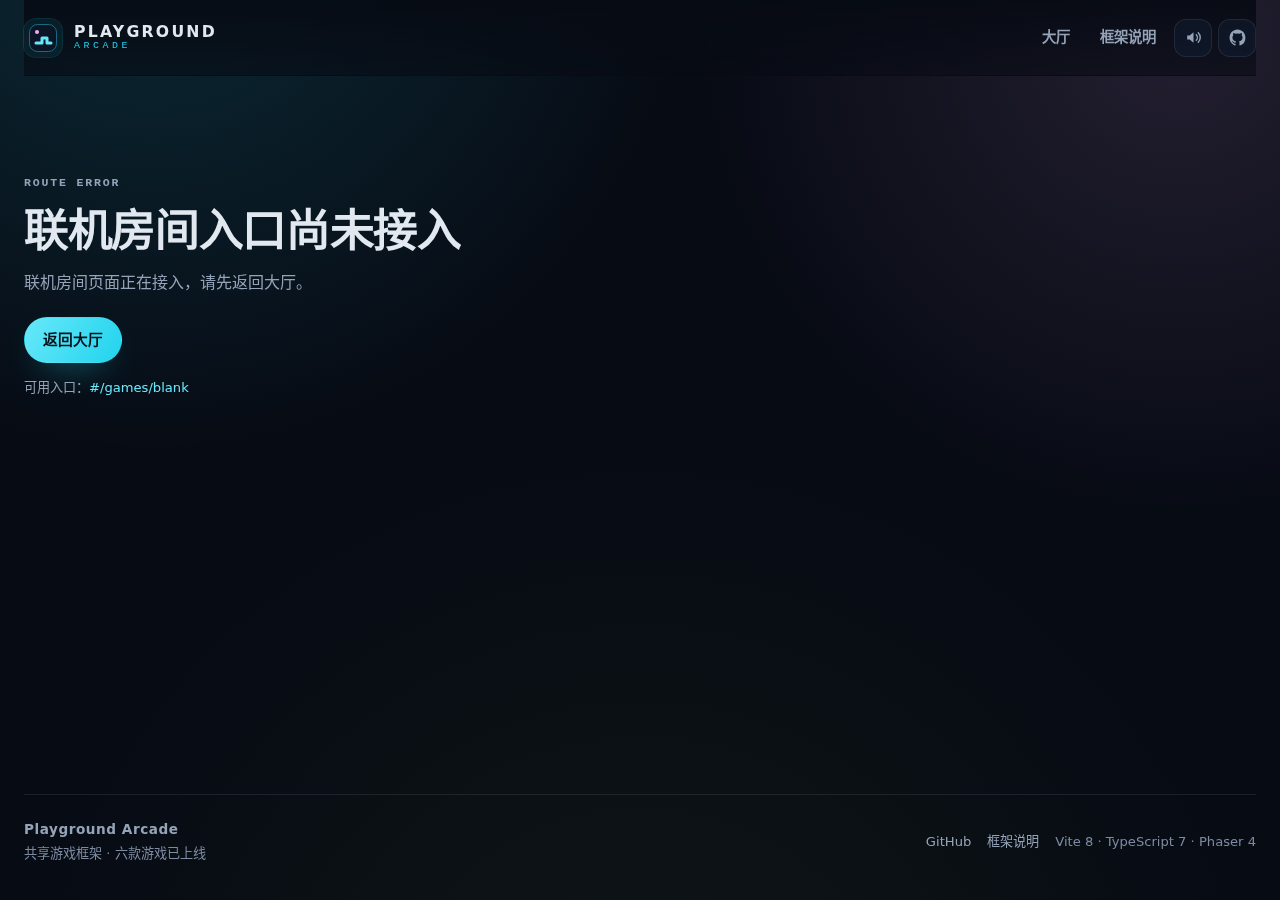 PLAYGROUND
ARCADE
大厅
框架说明
ROUTE ERROR
联机房间入口尚未接入
联机房间页面正在接入，请先返回大厅。
返回大厅
可用入口：#/games/blank
Playground Arcade
共享游戏框架 · 六款游戏已上线
GitHub
框架说明
Vite 8 · TypeScript 7 · Phaser 4